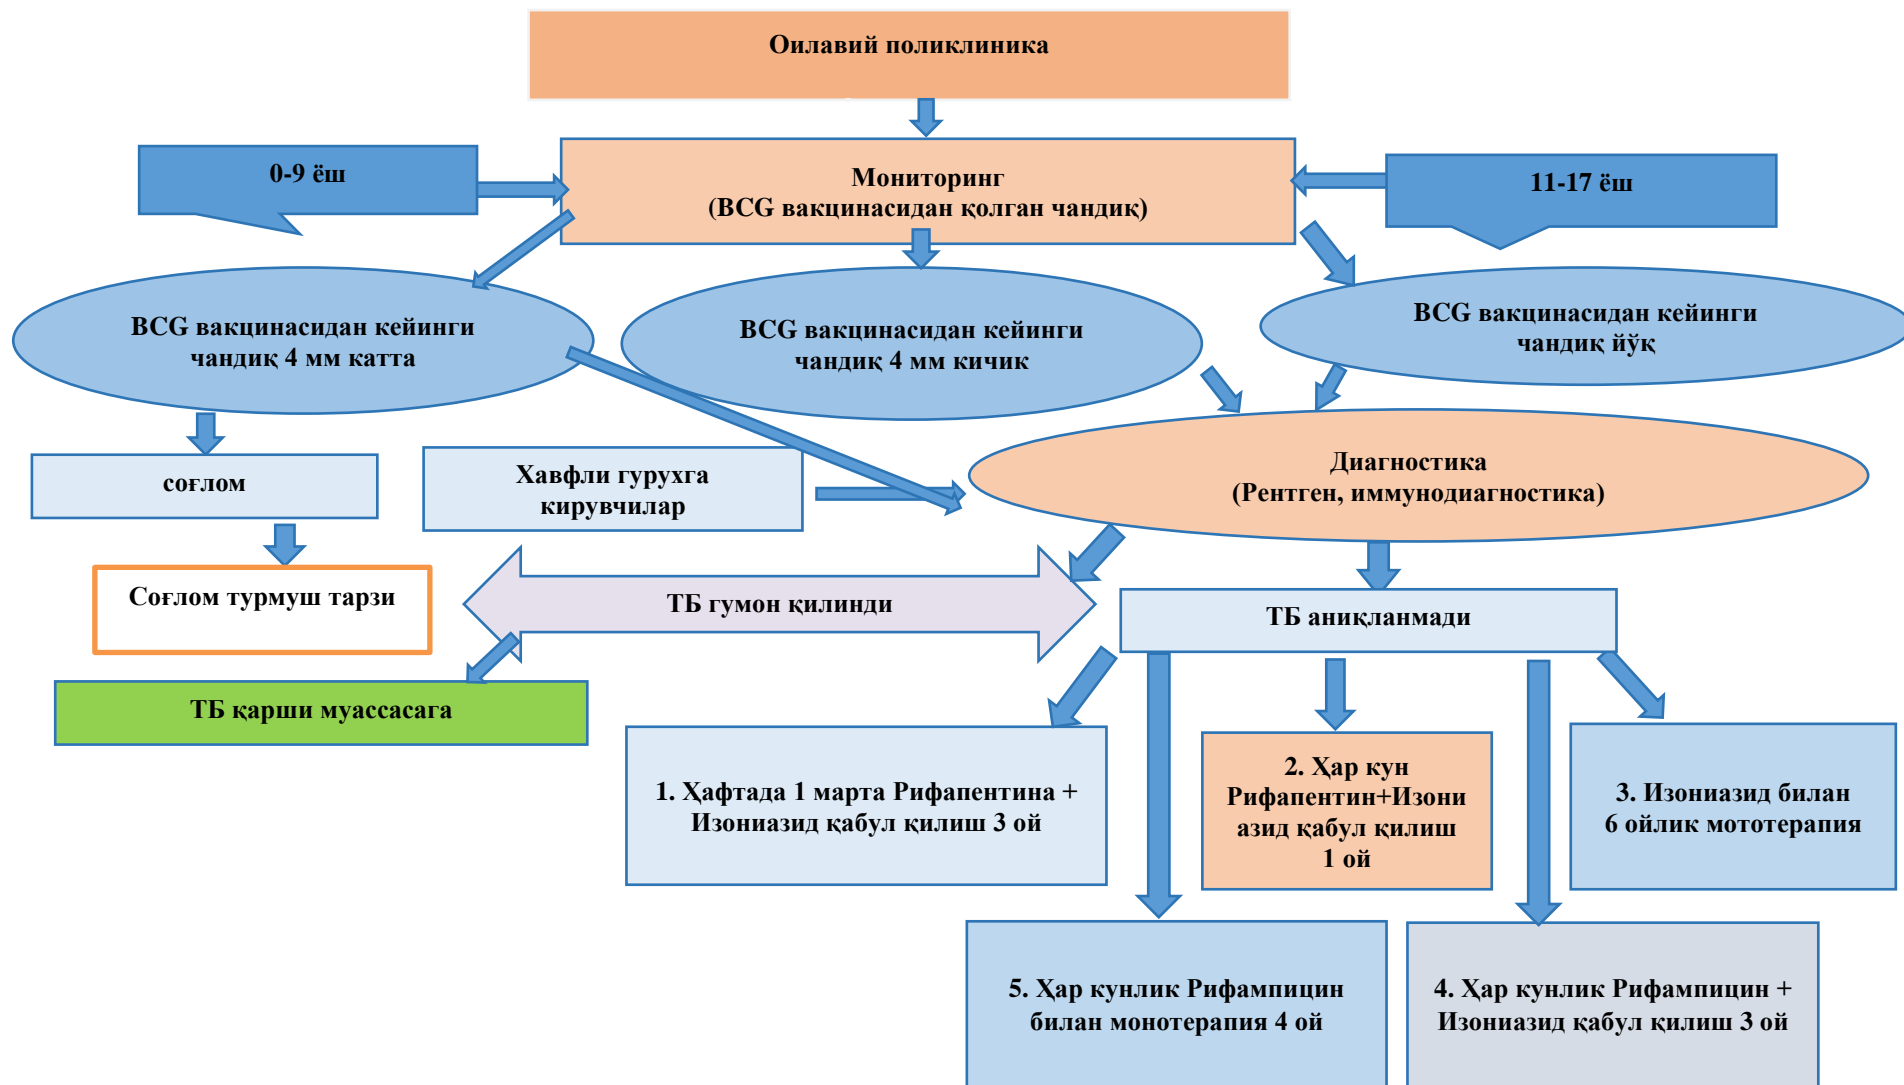 Оилавий поликлиника
0-9 ёш
Мониторинг
(BCG вакцинасидан қолган чандиқ)
11-17 ёш
BCG вакцинасидан кейинги
чандиқ 4 мм катта
BCG вакцинасидан кейинги
чандиқ 4 мм кичик
BCG вакцинасидан кейинги
чандиқ йўқ
соғлом
Хавфли гурухга
кирувчилар
Диагностика
(Рентген, иммунодиагностика)
Соғлом турмуш тарзи
ТБ гумон қилинди
ТБ аниқланмади
ТБ қарши муассасага
1. Ҳафтада 1 марта Рифапентина +
Изониазид қабул қилиш 3 ой
2. Ҳар кун
Рифапентин+Изони
азид қабул қилиш
1 ой
3. Изониазид билан
6 ойлик мототерапия
5. Ҳар кунлик Рифампицин
билан монотерапия 4 ой
4. Ҳар кунлик Рифампицин +
Изониазид қабул қилиш 3 ой